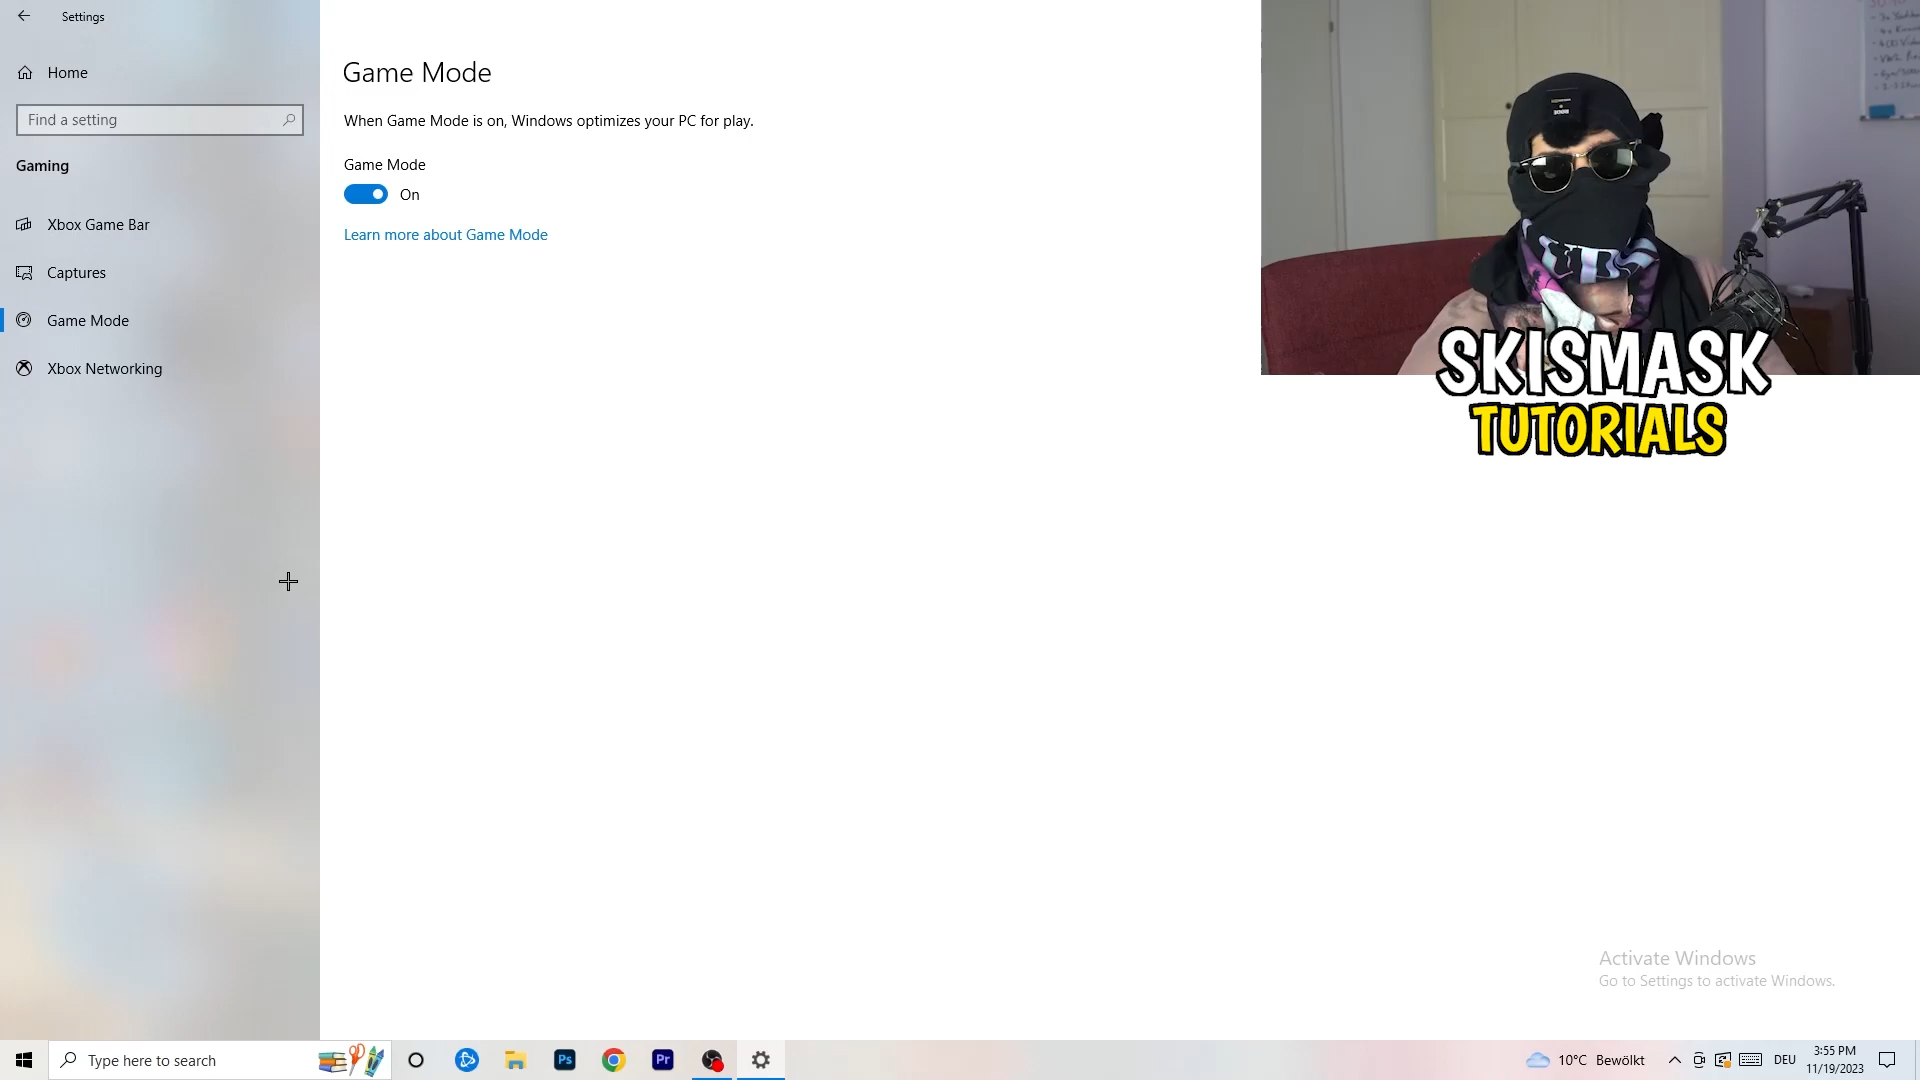 Settings
Home
Find a setting
Gaming
Xbox Game Bar
Captures
Game Mode
Xbox Networking
Game Mode
When Game Mode is on, Windows optimizes your PC for play.
Game Mode
On
Learn more about Game Mode
SKISMASK
TUTORIALS
Activate Windows
Go to Settings to activate Windows.
Type here to search
Ps
Pr
10°C Bewölkt
DEU
3:55 PM
11/19/2023